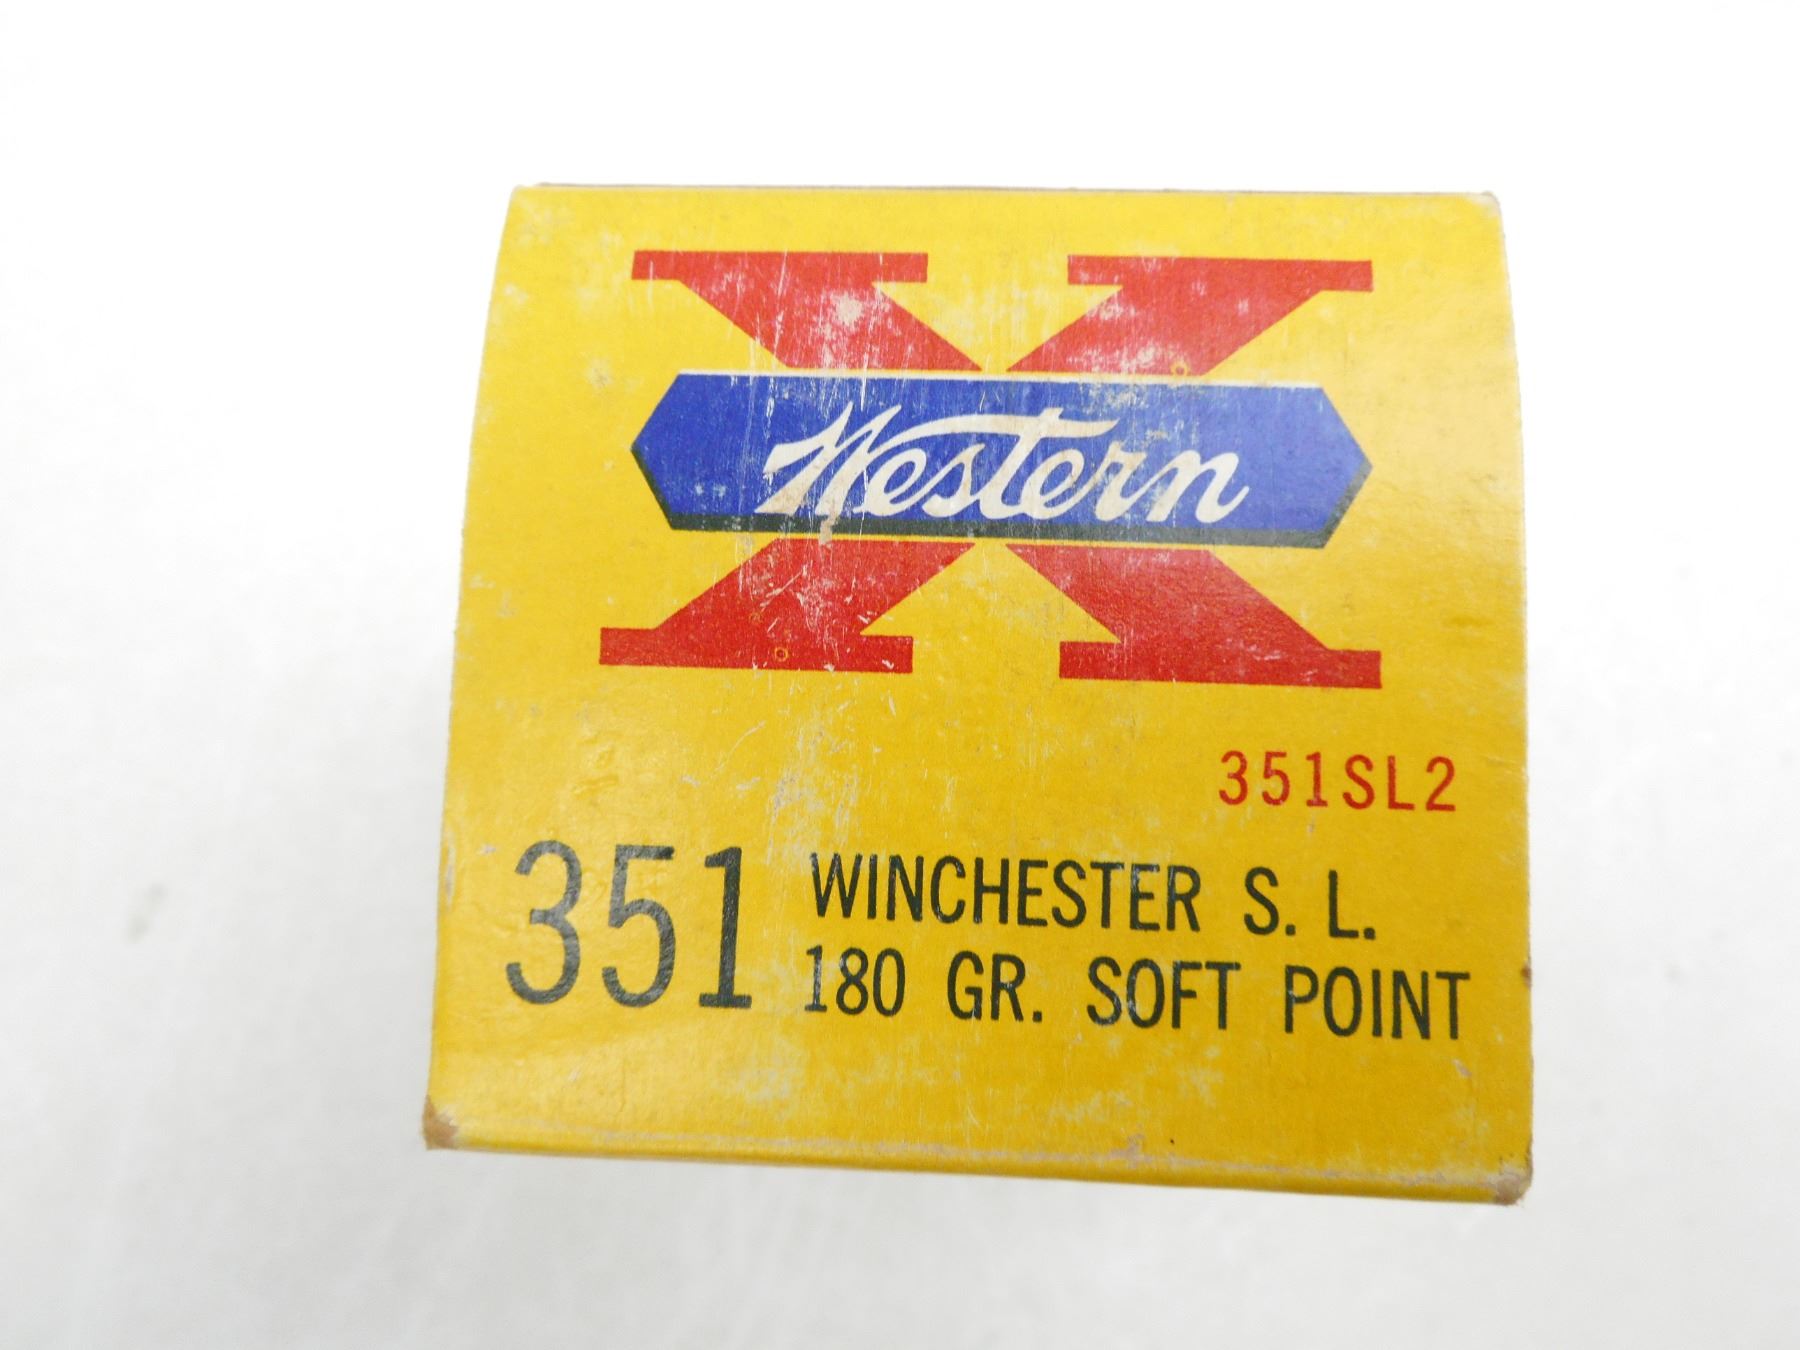 X
Western
351SL2
351 WINCHESTER S. L.
180 GR. SOFT POINT